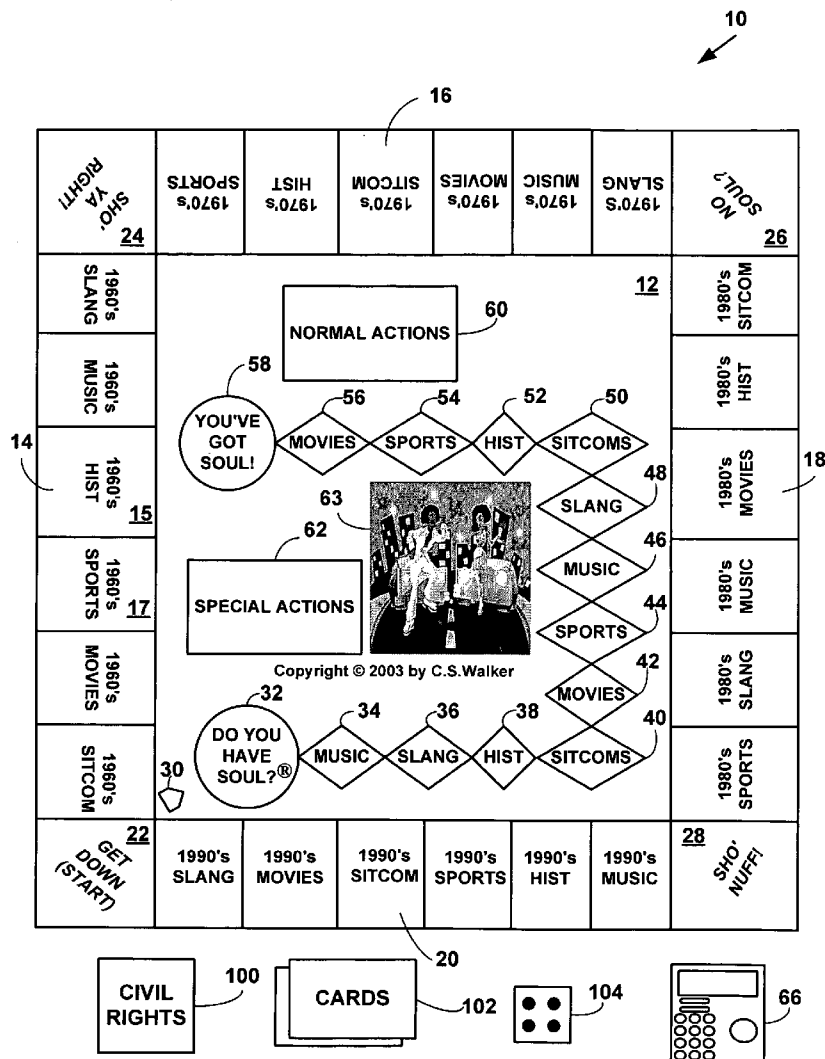 10
16
SHO'
YA
RIGHT!
24
1970's
SPORTS
1970's
HIST
1970's
SITCOM
1970's
MOVIES
1970's
MUSIC
1970'S
SLANG
NO
SOUL?
26
1960's
SLANG
1960's
MUSIC
14
1960's
HIST
15
1960's
SPORTS
17
1960's
MOVIES
1960's
SITCOM
12
NORMAL ACTIONS
60
58
56
54
52
50
YOU'VE
GOT
SOUL!
MOVIES
SPORTS
HIST
SITCOMS
48
SLANG
63
62
46
MUSIC
SPECIAL ACTIONS
44
SPORTS
Copyright © 2003 by C.S.Walker
42
MOVIES
32
34
36
38
40
DO YOU
HAVE
SOUL?®
MUSIC
SLANG
HIST
SITCOMS
30
1980's
SITCOM
1980's
HIST
1980's
MOVIES
18
1980's
MUSIC
1980's
SLANG
1980's
SPORTS
22
GET
DOWN
(START)
1990's
SLANG
1990's
MOVIES
1990's
SITCOM
1990's
SPORTS
1990's
HIST
1990's
MUSIC
28
SHO'
NUFF!
20
CIVIL
RIGHTS
100
CARDS
102
104
66